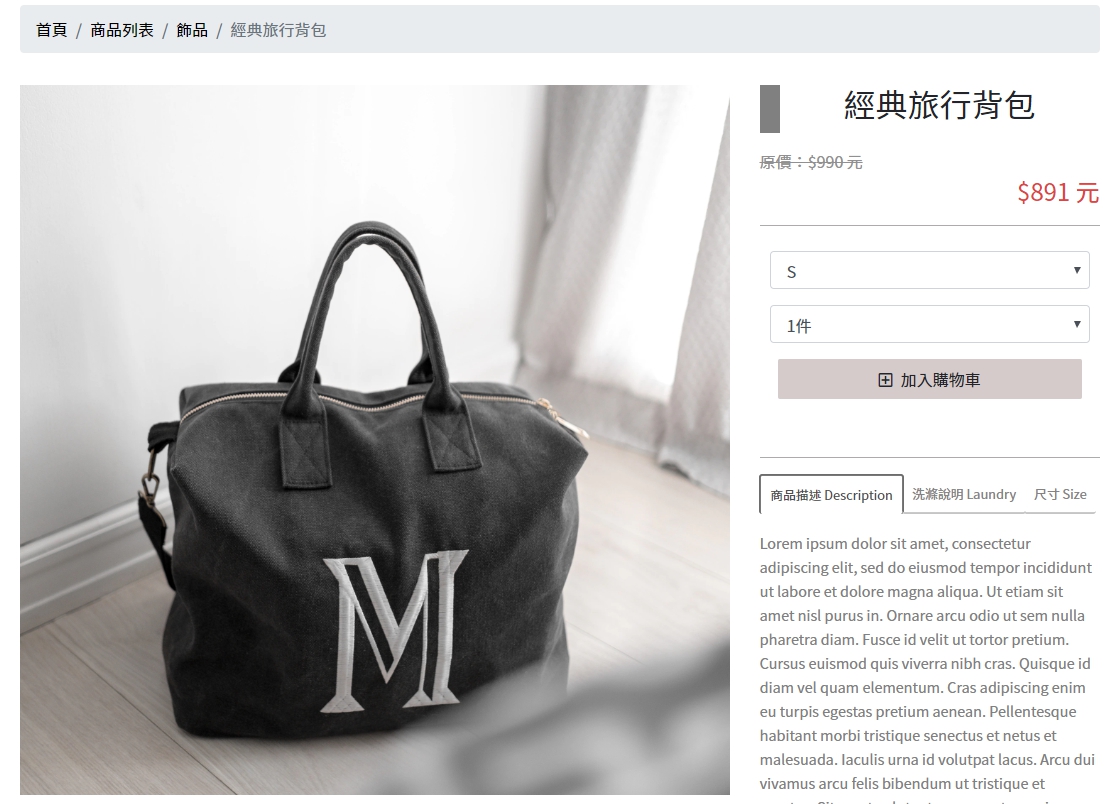 首頁 / 商品列表 / 飾品 / 經典旅行背包
M
經典旅行背包
原價：$990 元
$891 元
S
1件
加入購物車
商品描述 Description 洗滌說明 Laundry 尺寸 Size
Lorem ipsum dolor sit amet, consectetur
adipiscing elit, sed do eiusmod tempor incididunt
ut labore et dolore magna aliqua. Ut etiam sit
amet nisl purus in. Ornare arcu odio ut sem nulla
pharetra diam. Fusce id velit ut tortor pretium.
Cursus euismod quis viverra nibh cras. Quisque id
diam vel quam elementum. Cras adipiscing enim
eu turpis egestas pretium aenean. Pellentesque
habitant morbi tristique senectus et netus et
malesuada. Iaculis urna id volutpat lacus. Arcu dui
vivamus arcu felis bibendum ut tristique et